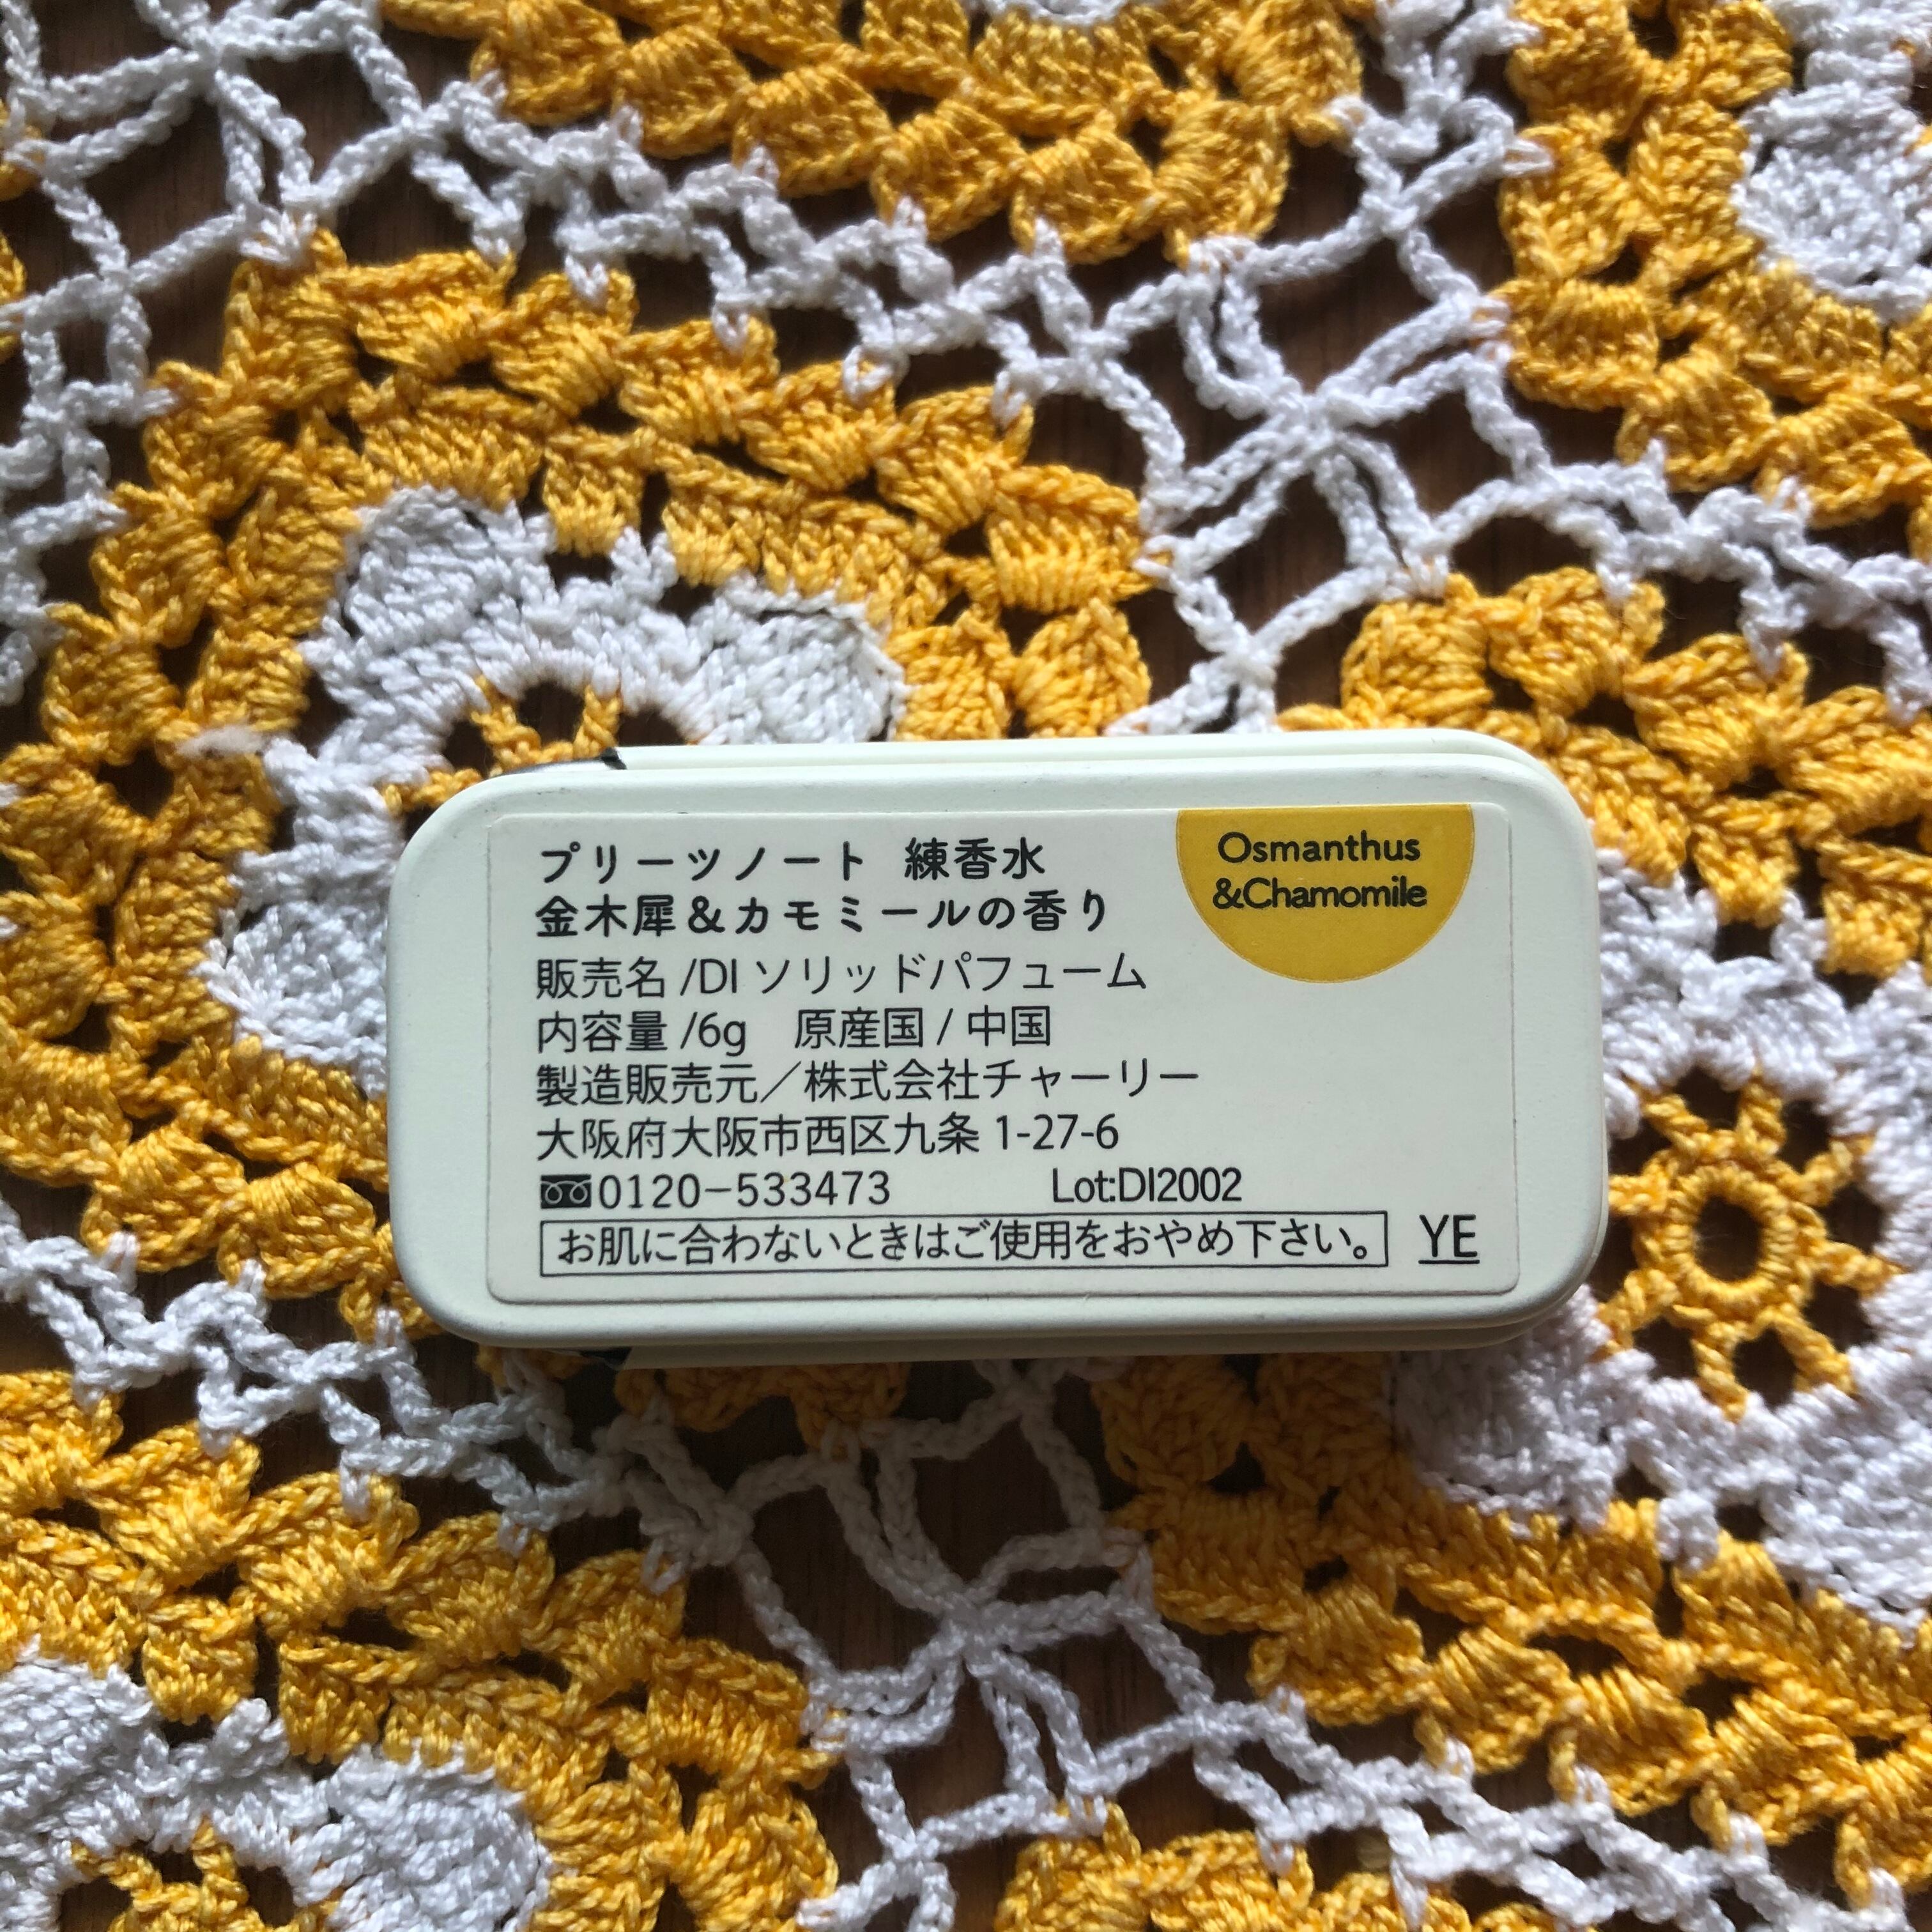 プリーツノート 練香水
金木犀&カモミールの香り
Osmanthus
&Chamomile
販売名/DIソリッドパフューム
内容量/6g 原産国/中国
製造販売元／株式会社チャーリー
大阪府大阪市西区九条1-27-6
0120-533473 Lot:DI2002
お肌に合わないときはご使用をおやめ下さい。 YE